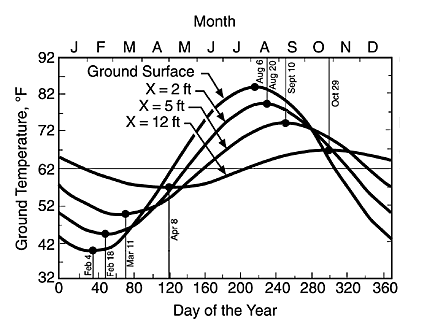 Month
J F M A M J J A S O N D
92
82
72
62
52
42
32
Ground Temperature, °F
Ground Surface
X = 2 ft
X = 5 ft
X = 12 ft
Aug 6
Aug 20
Sept 10
Oct 29
Feb 4
Feb 18
Mar 11
Apr 8
0 40 80 120 160 200 240 280 320 360
Day of the Year